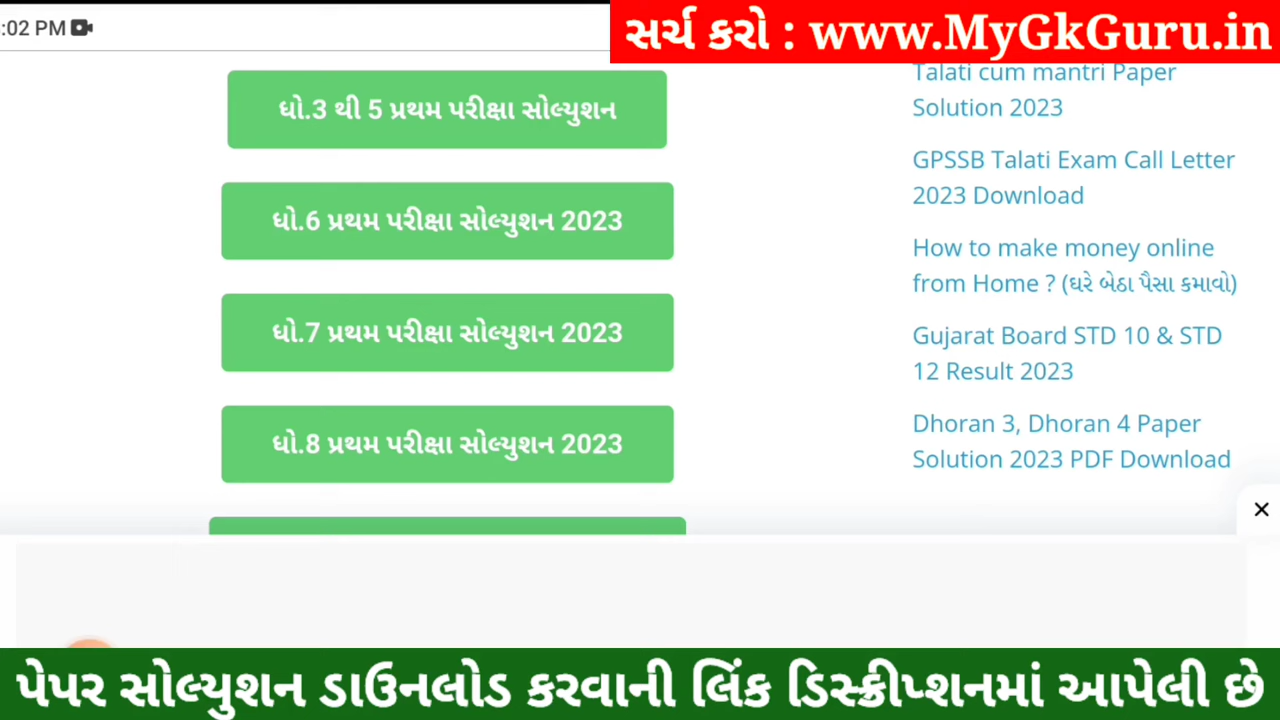 :02 PM
સર્ચ કરો : www.MyGkGuru.in
ધો.3 થી 5 પ્રથમ પરીક્ષા સોલ્યુશન
ધો.6 પ્રથમ પરીક્ષા સોલ્યુશન 2023
ધો.7 પ્રથમ પરીક્ષા સોલ્યુશન 2023
ધો.8 પ્રથમ પરીક્ષા સોલ્યુશન 2023
Talati cum mantri Paper
Solution 2023
GPSSB Talati Exam Call Letter
2023 Download
How to make money online
from Home ? (ઘરે બેઠા પૈસા કમાવો)
Gujarat Board STD 10 & STD
12 Result 2023
Dhoran 3, Dhoran 4 Paper
Solution 2023 PDF Download
પેપર સોલ્યુશન ડાઉનલોડ કરવાની લિંક ડિસ્ક્રીપ્શનમાં આપેલી છે